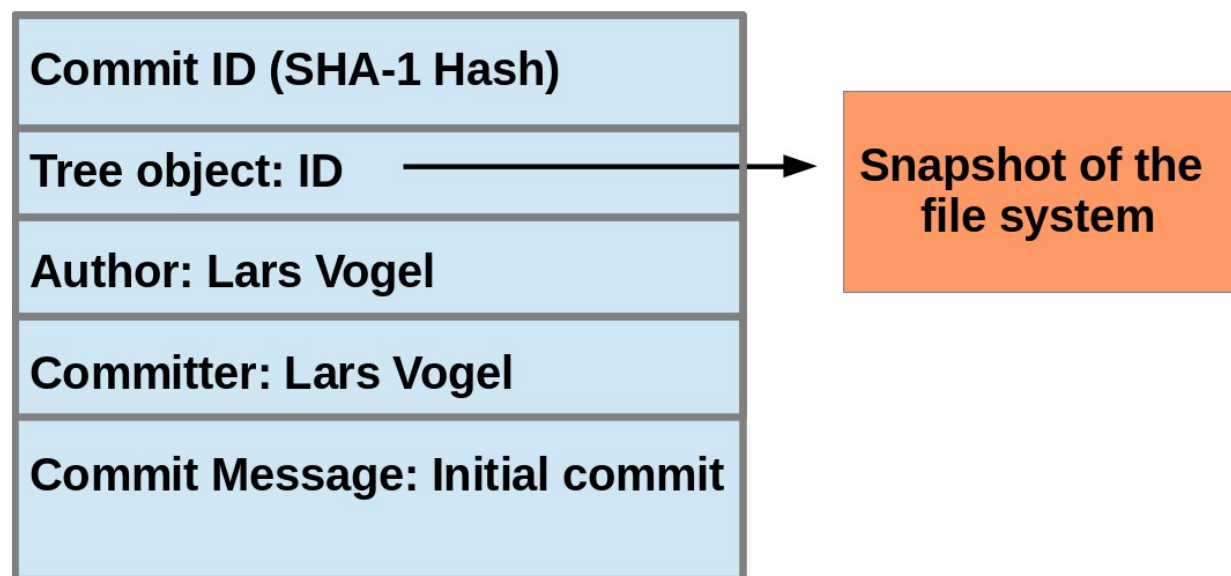 Commit ID (SHA-1 Hash)
Tree object: ID
Snapshot of the
file system
Author: Lars Vogel
Committer: Lars Vogel
Commit Message: Initial commit